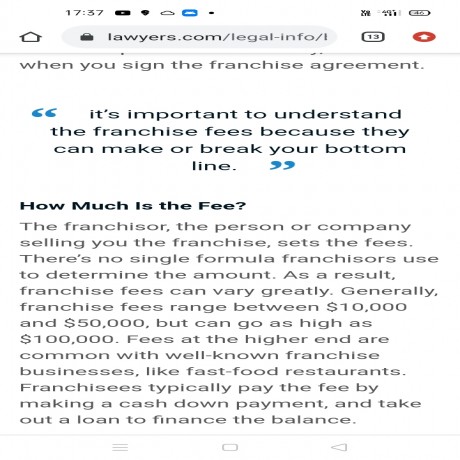 17:37
lawyers.com/legal-info/l
13
when you sign the franchise agreement.
“ it’s important to understand
the franchise fees because they
can make or break your bottom
line. ”
How Much Is the Fee?
The franchisor, the person or company
selling you the franchise, sets the fees.
There’s no single formula franchisors use
to determine the amount. As a result,
franchise fees can vary greatly. Generally,
franchise fees range between $10,000
and $50,000, but can go as high as
$100,000. Fees at the higher end are
common with well-known franchise
businesses, like fast-food restaurants.
Franchisees typically pay the fee by
making a cash down payment, and take
out a loan to finance the balance.